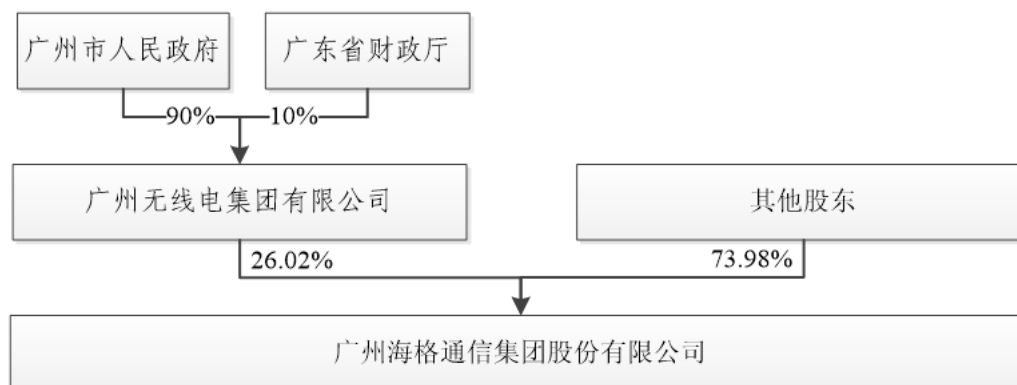 广州市人民政府
广东省财政厅
90%
10%
广州无线电集团有限公司
其他股东
26.02%
73.98%
广州海格通信集团股份有限公司